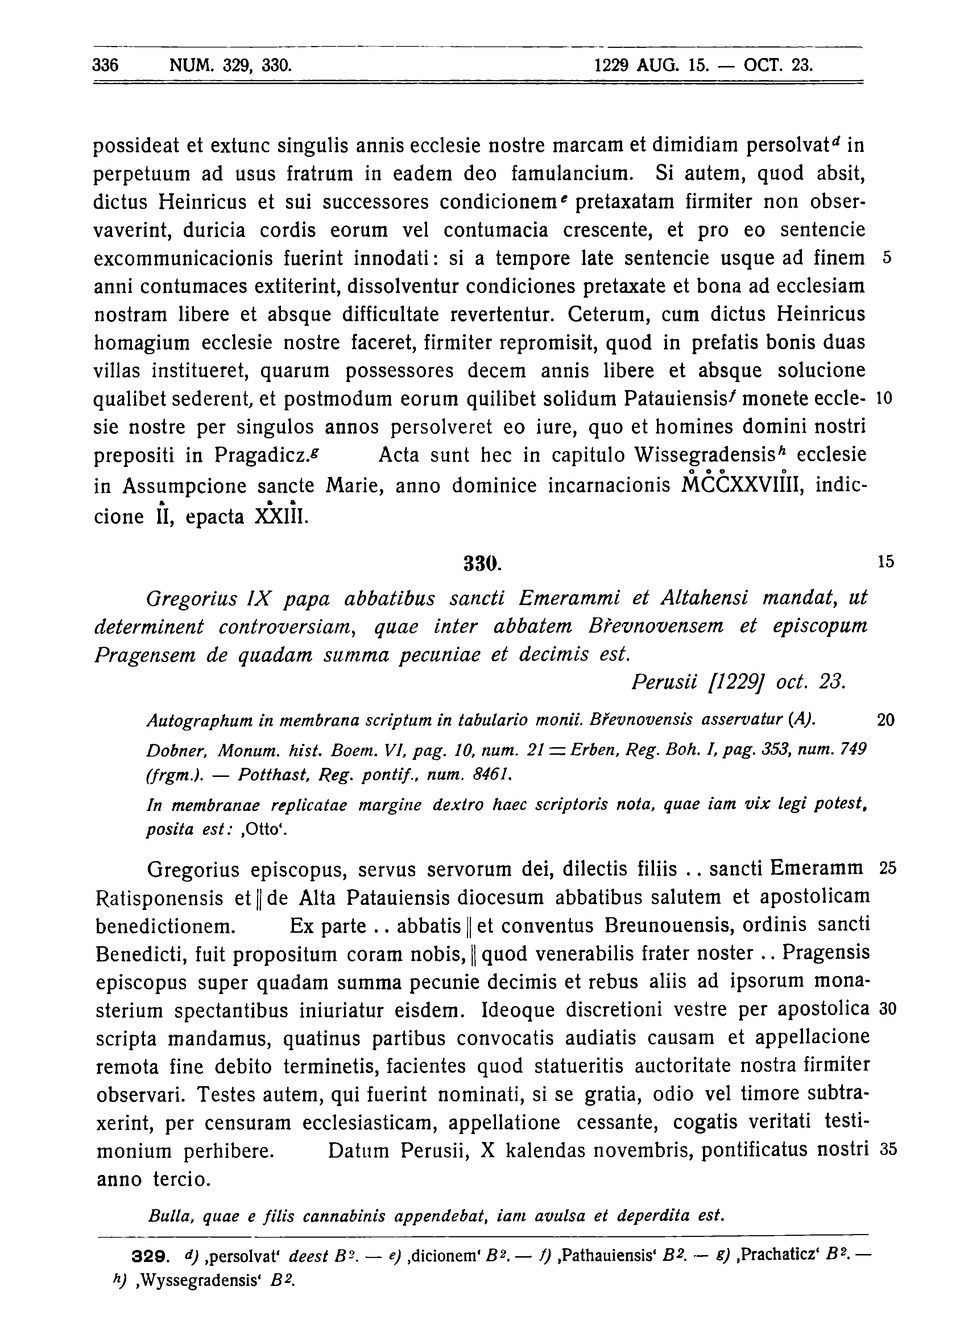 336 NUM. 329, 330. 1229 AUG. 15. — OCT. 23.
possideat et extunc singulis annis ecclesie nostre marcam et dimidiam persolvatᵈ in
perpetuum ad usus fratrum in eadem deo famulancium. Si autem, quod absit,
dictus Heinricus et sui successores condicionemᵉ pretaxatam firmiter non obser-
vaverint, duricia cordis eorum vel contumacia crescente, et pro eo sentencie
excommunicacionis fuerint innodati: si a tempore late sentencie usque ad finem 5
anni contumaces extiterint, dissolventur condiciones pretaxate et bona ad ecclesiam
nostram libere et absque difficultate revertentur. Ceterum, cum dictus Heinricus
homagium ecclesie nostre faceret, firmiter repromisit, quod in prefatis bonis duas
villas institueret, quarum possessores decem annis libere et absque solucione
qualibet sederent, et postmodum eorum quilibet solidum Patauiensisᶠ monete eccle- 10
sie nostre per singulos annos persolveret eo iure, quo et homines domini nostri
prepositi in Pragadicz.ᵍ Acta sunt hec in capitulo Wissegradensisʰ ecclesie
in Assumpcione sancte Marie, anno dominice incarnacionis M̊C̊C̊XXVIIII̊, indic-
cione II, epacta XXIII.
330. 15
Gregorius IX papa abbatibus sancti Emerammi et Altahensi mandat, ut
determinent controversiam, quae inter abbatem Břevnovensem et episcopum
Pragensem de quadam summa pecuniae et decimis est.
Perusii [1229] oct. 23.
Autographum in membrana scriptum in tabulario monii. Břevnovensis asservatur (A). 20
Dobner, Monum. hist. Boem. VI, pag. 10, num. 21 = Erben, Reg. Boh. I, pag. 353, num. 749
(frgm.). — Potthast, Reg. pontif., num. 8461.
In membranae replicatae margine dextro haec scriptoris nota, quae iam vix legi potest,
posita est: ‚Otto‘.
Gregorius episcopus, servus servorum dei, dilectis filiis . . sancti Emeramm 25
Ratisponensis et || de Alta Patauiensis diocesum abbatibus salutem et apostolicam
benedictionem. Ex parte . . abbatis || et conventus Breunouensis, ordinis sancti
Benedicti, fuit propositum coram nobis, || quod venerabilis frater noster . . Pragensis
episcopus super quadam summa pecunie decimis et rebus aliis ad ipsorum mona-
sterium spectantibus iniuriatur eisdem. Ideoque discretioni vestre per apostolica 30
scripta mandamus, quatinus partibus convocatis audiatis causam et appellacione
remota fine debito terminetis, facientes quod statueritis auctoritate nostra firmiter
observari. Testes autem, qui fuerint nominati, si se gratia, odio vel timore subtra-
xerint, per censuram ecclesiasticam, appellatione cessante, cogatis veritati testi-
monium perhibere. Datum Perusii, X kalendas novembris, pontificatus nostri 35
anno tercio.
Bulla, quae e filis cannabinis appendebat, iam avulsa et deperdita est.
329. d) ‚persolvat‘ deest B². — e) ‚dicionem‘ B². — f) ‚Pathauiensis‘ B². — g) ‚Prachaticz‘ B². —
h) ‚Wyssegradensis‘ B².